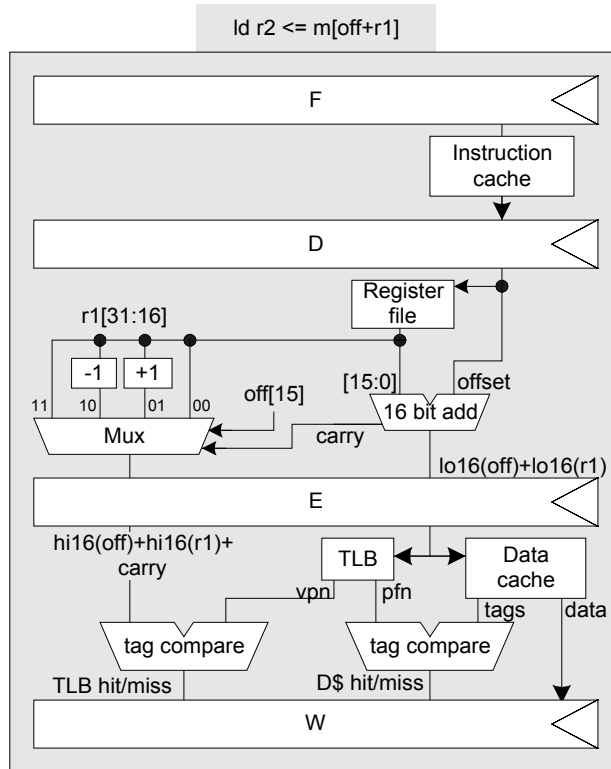 ld r2 <= m[off+r1]
F
Instruction
cache
D
Register
file
r1[31:16]
-1
+1
[15:0]
offset
off[15]
11
10
01
00
Mux
16 bit add
carry
lo16(off)+lo16(r1)
E
hi16(off)+hi16(r1)+
carry
TLB
Data
cache
vpn
pfn
tags
data
tag compare
tag compare
TLB hit/miss
D$ hit/miss
W